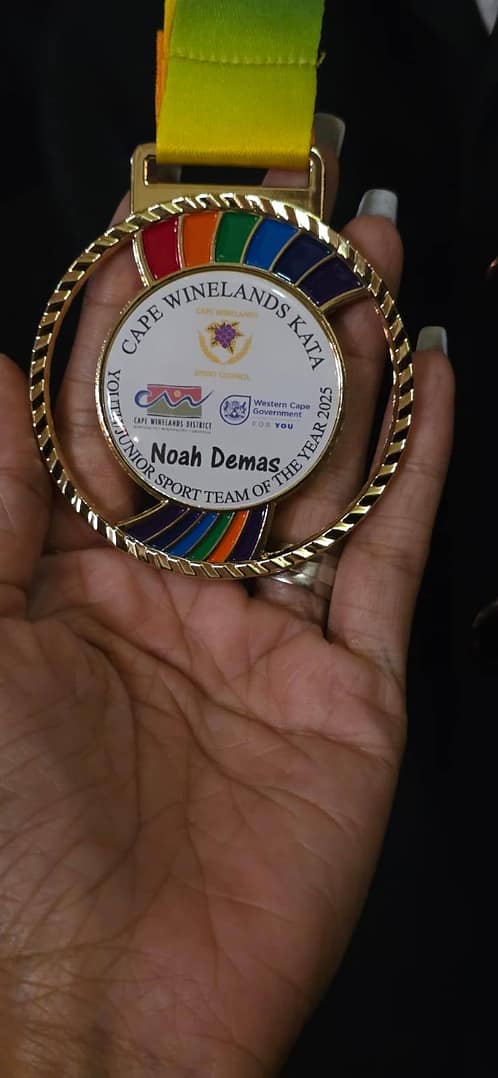 CAPE WINELANDS KATA
CAPE WINELANDS
SPORT COUNCIL
CAPE WINELANDS DISTRICT
Western Cape
Government
FOR YOU
Noah Demas
YOUTH/JUNIOR SPORT TEAM OF THE YEAR 2025